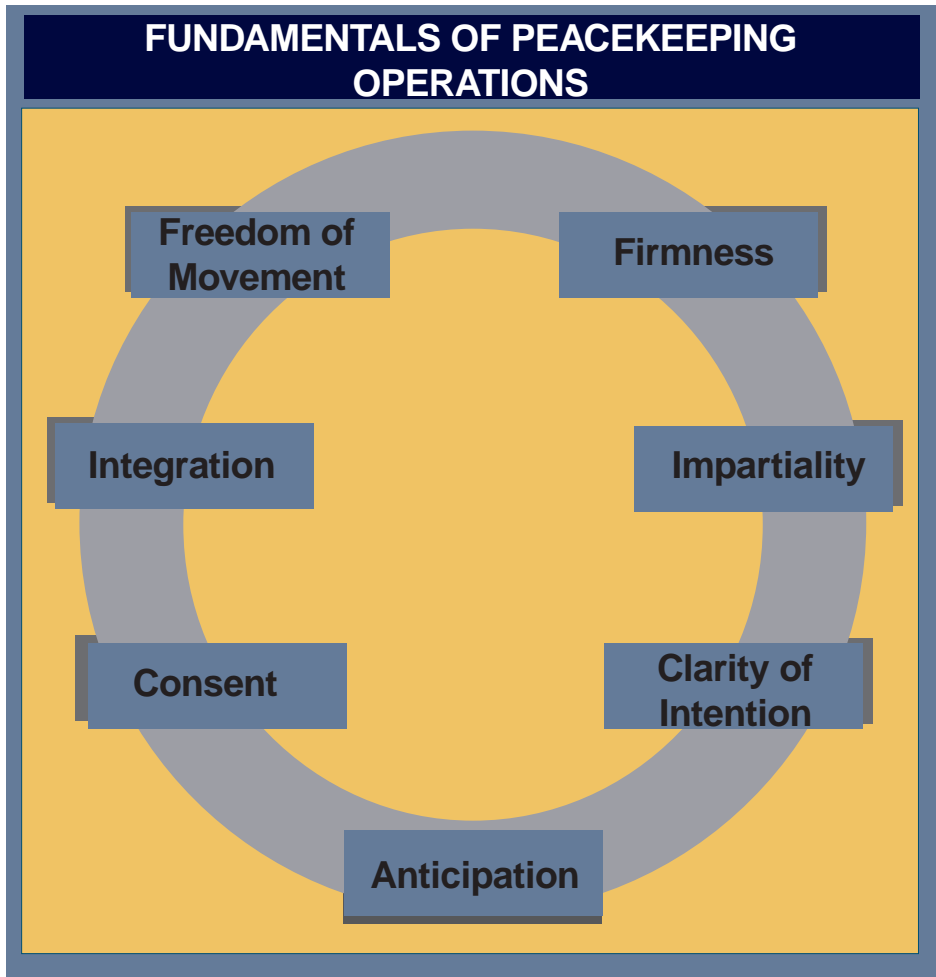 FUNDAMENTALS OF PEACEKEEPING
OPERATIONS
Freedom of
Movement
Firmness
Integration
Impartiality
Consent
Clarity of
Intention
Anticipation